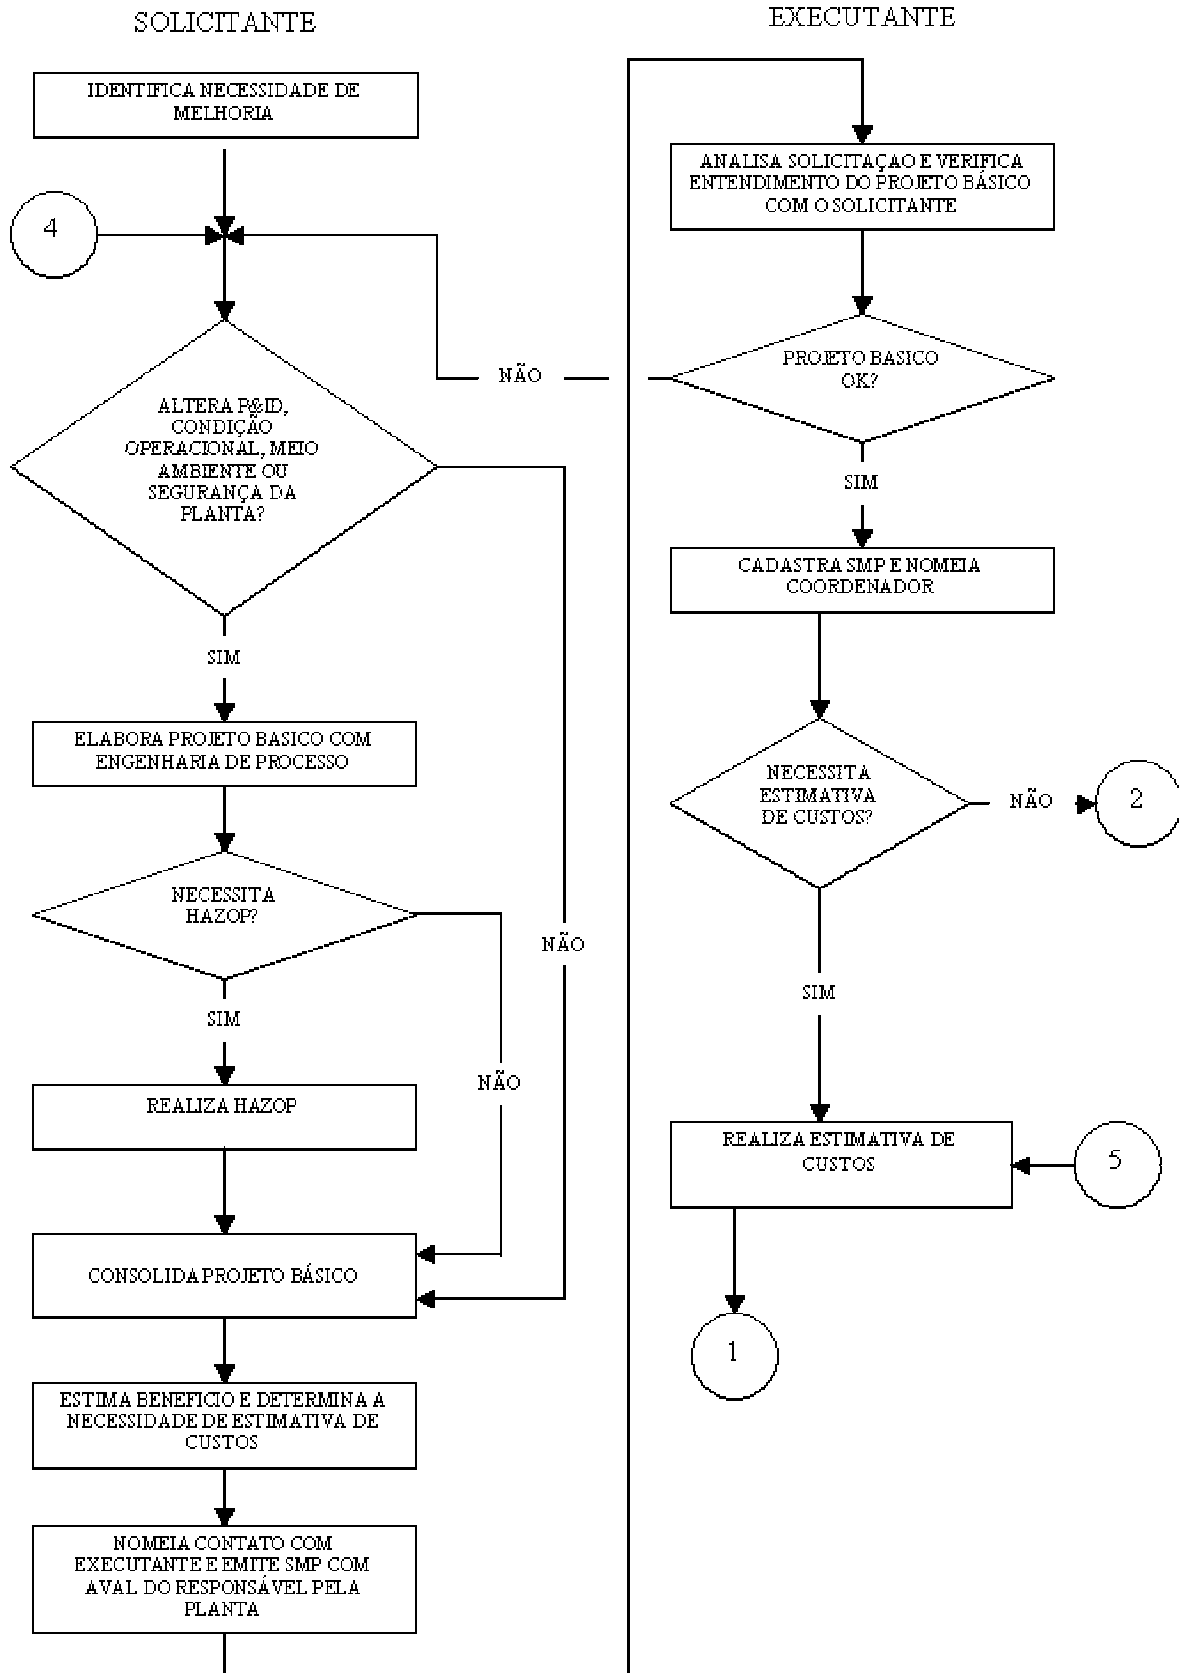 SOLICITANTE
IDENTIFICA NECESSIDADE DE
MELHORIA
4
ALTERA P&ID,
CONDIÇÃO
OPERACIONAL, MEIO
AMBIENTE OU
SEGURANÇA DA
PLANTA?
SIM
ELABORA PROJETO BASICO COM
ENGENHARIA DE PROCESSO
NECESSITA
HAZOP?
NÃO
SIM
NÃO
REALIZA HAZOP
CONSOLIDA PROJETO BÁSICO
ESTIMA BENEFICIO E DETERMINA A
NECESSIDADE DE ESTIMATIVA DE
CUSTOS
NOMEIA CONTATO COM
EXECUTANTE E EMITE SMP COM
AVAL DO RESPONSÁVEL PELA
PLANTA
EXECUTANTE
ANALISA SOLICITAÇAO E VERIFICA
ENTENDIMENTO DO PROJETO BÁSICO
COM O SOLICITANTE
PROJETO BASICO
OK?
NÃO
SIM
CADASTRA SMP E NOMEIA
COORDENADOR
NECESSITA
ESTIMATIVA
DE CUSTOS?
NÃO
2
SIM
REALIZA ESTIMATIVA DE
CUSTOS
5
1